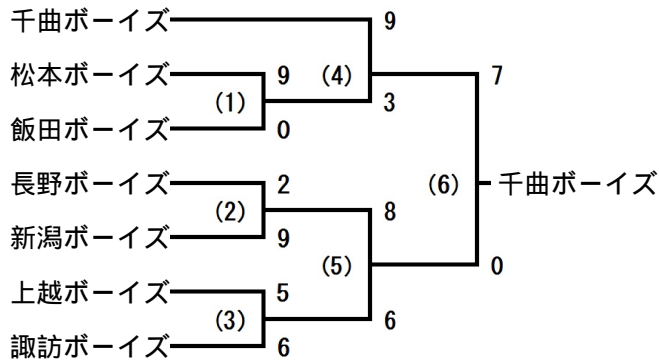 千曲ボーイズ 9
松本ボーイズ 9 (4) 7
(1) 3
飯田ボーイズ 0
長野ボーイズ 2 (6) 千曲ボーイズ
(2) 8
新潟ボーイズ 9
(5) 0
上越ボーイズ 5
(3) 6
諏訪ボーイズ 6